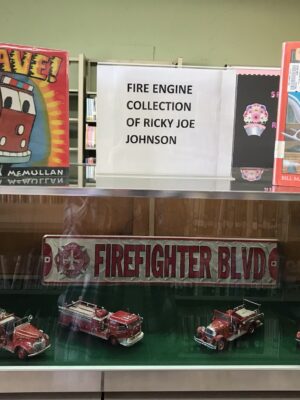 AVE!
McMULLAN
FIRE ENGINE
COLLECTION
OF RICKY JOE
JOHNSON
FIREFIGHTER BLVD